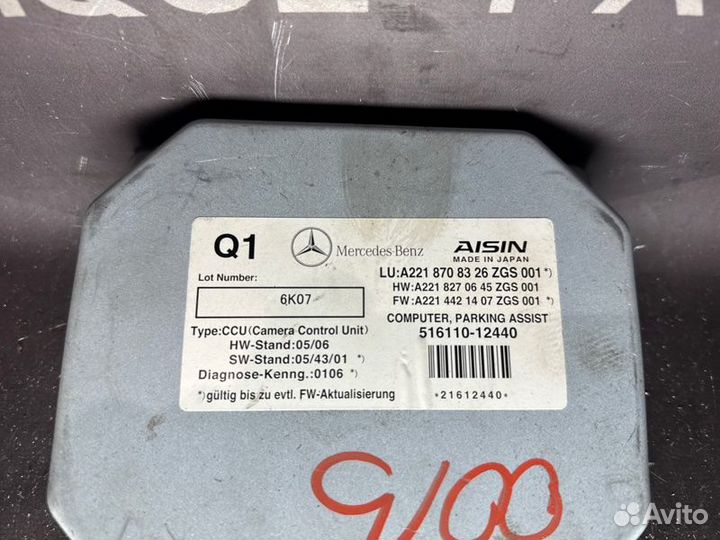 Q1
Mercedes-Benz
AISIN
MADE IN JAPAN
Lot Number:
6K07
LU:A221 870 83 26 ZGS 001 *)
HW:A221 827 06 45 ZGS 001
FW:A221 442 14 07 ZGS 001 *)
COMPUTER, PARKING ASSIST
516110-12440
Type:CCU(Camera Control Unit)
HW-Stand:05/06
SW-Stand:05/43/01 *)
Diagnose-Kenng.:0106 *)
*)gültig bis zu evtl. FW-Aktualisierung
*21612440*
9/00
Avito